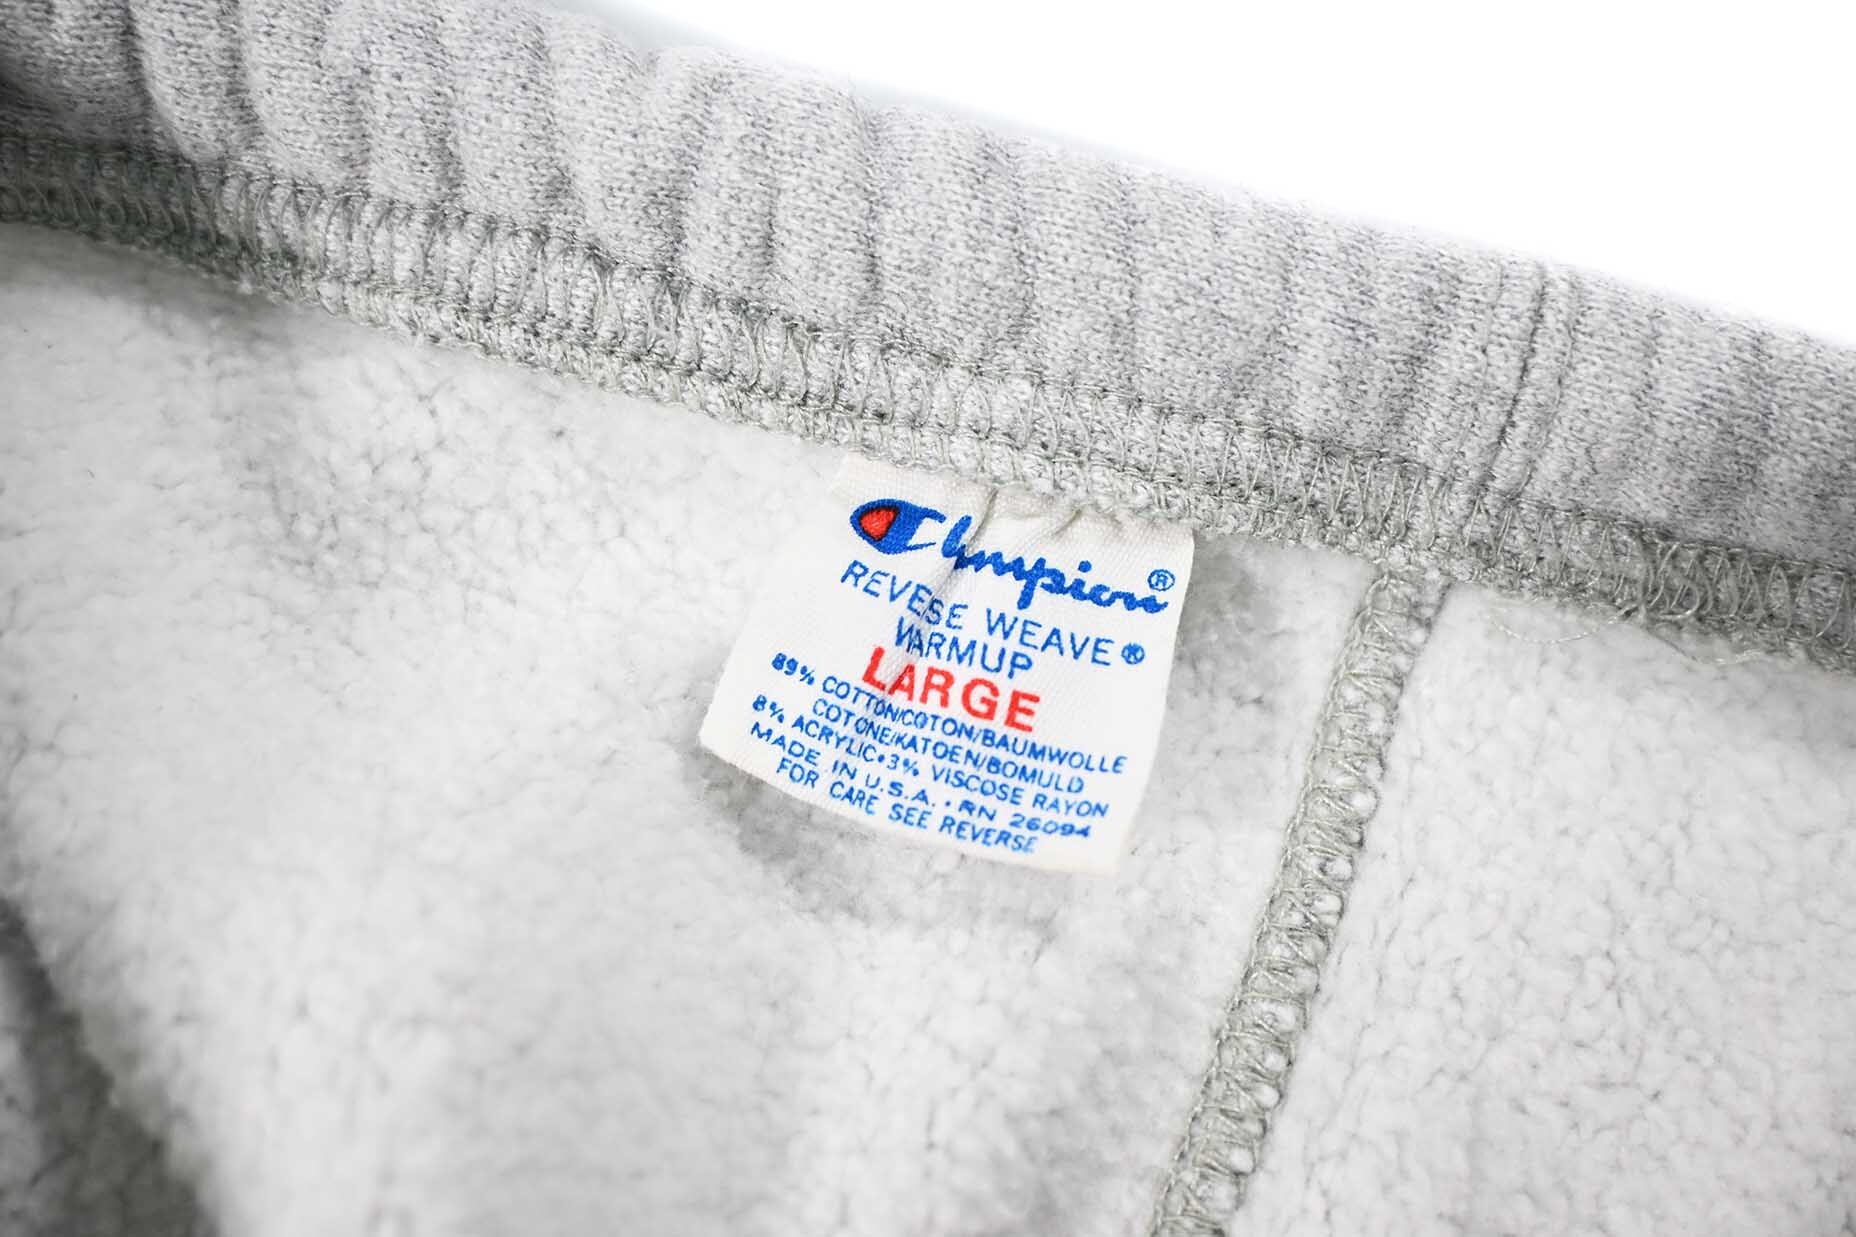 Champion®
REVESE WEAVE®
WARMUP
LARGE
89% COTTON/COTON/BAUMWOLLE
COTONE/KATOEN/BOMULD
8% ACRYLIC•3% VISCOSE RAYON
MADE IN U.S.A. • RN 26094
FOR CARE SEE REVERSE